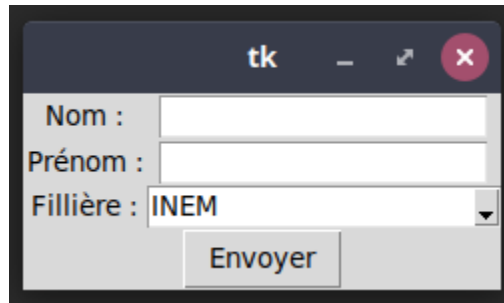 tk
Nom :
Prénom :
Fillière : INEM
Envoyer